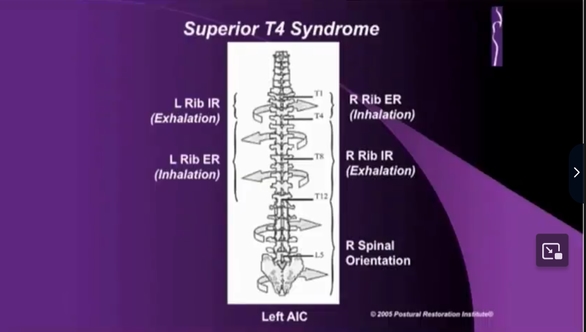 Superior T4 Syndrome
L Rib IR
(Exhalation)
L Rib ER
(Inhalation)
T1
T4
T8
T12
L5
R Rib ER
(Inhalation)
R Rib IR
(Exhalation)
R Spinal
Orientation
Left AIC
© 2005 Postural Restoration Institute®